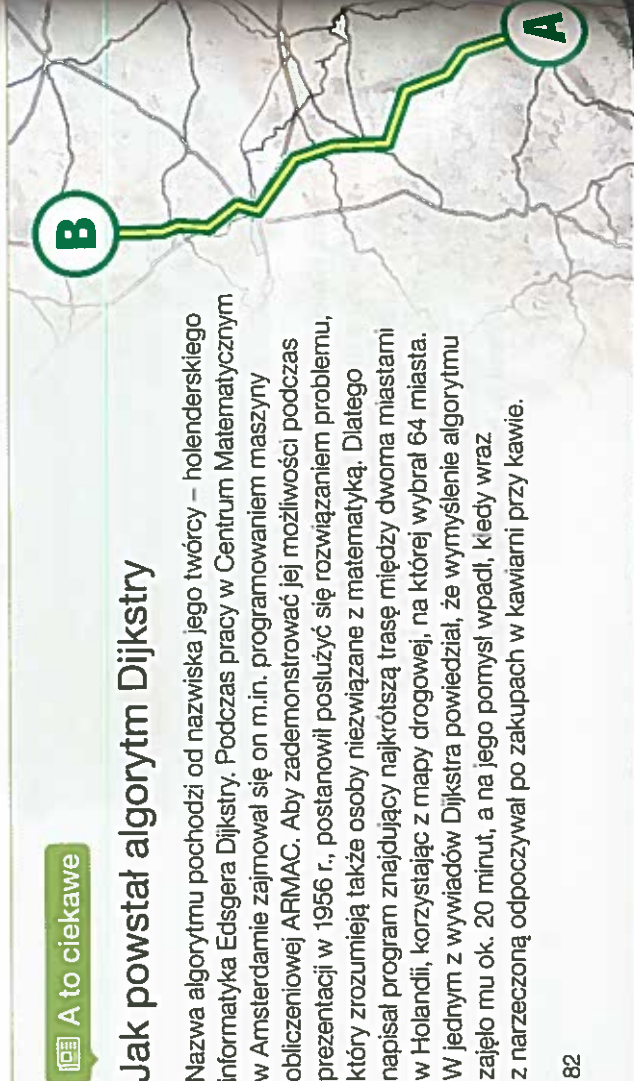 A to ciekawe
Jak powstał algorytm Dijkstry
Nazwa algorytmu pochodzi od nazwiska jego twórcy – holenderskiego
informatyka Edsgera Dijkstry. Podczas pracy w Centrum Matematycznym
w Amsterdamie zajmował się on m.in. programowaniem maszyny
obliczeniowej ARMAC. Aby zademonstrować jej możliwości podczas
prezentacji w 1956 r., postanowił posłużyć się rozwiązaniem problemu,
który zrozumieją także osoby niezwiązane z matematyką. Dlatego
napisał program znajdujący najkrótszą trasę między dwoma miastami
w Holandii, korzystając z mapy drogowej, na której wybrał 64 miasta.
W jednym z wywiadów Dijkstra powiedział, że wymyślenie algorytmu
zajęło mu ok. 20 minut, a na jego pomysł wpadł, kiedy wraz
z narzeczoną odpoczywał po zakupach w kawiarni przy kawie.
B
A
82